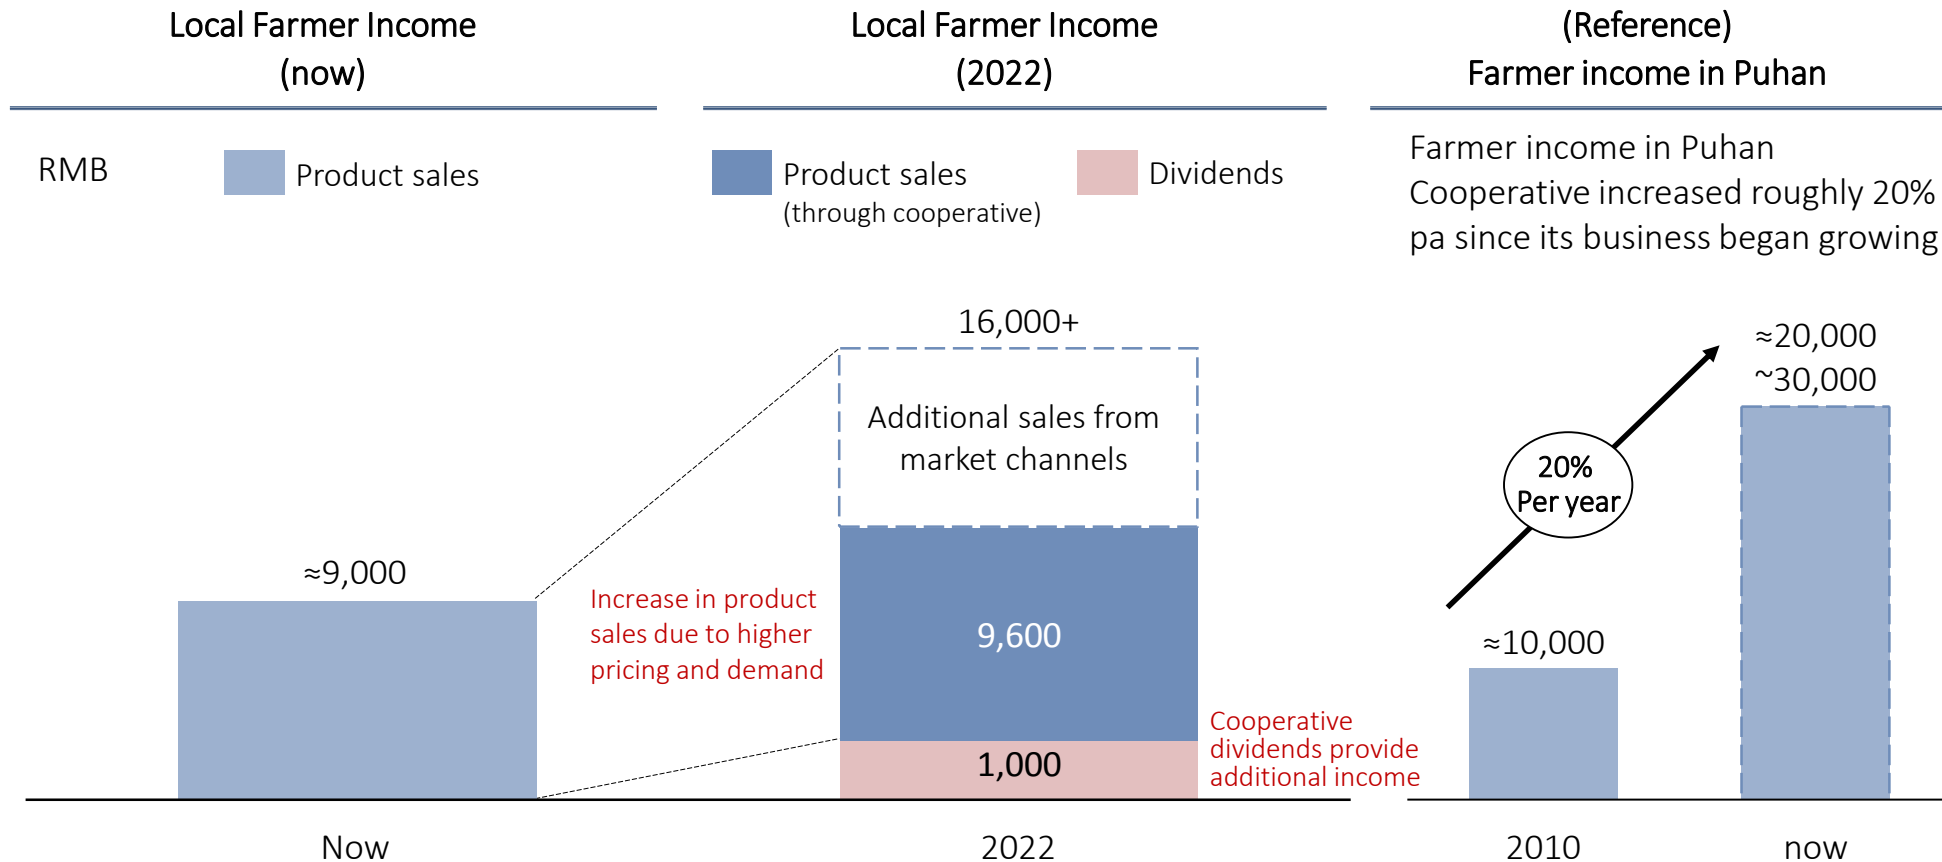 Local Farmer Income
(now)
RMB
Product sales
≈9,000
Now
Local Farmer Income
(2022)
Product sales
(through cooperative)
Dividends
16,000+
Additional sales from
market channels
9,600
1,000
Increase in product
sales due to higher
pricing and demand
Cooperative
dividends provide
additional income
2022
(Reference)
Farmer income in Puhan
Farmer income in Puhan
Cooperative increased roughly 20%
pa since its business began growing
≈20,000
~30,000
20%
Per year
≈10,000
2010
now